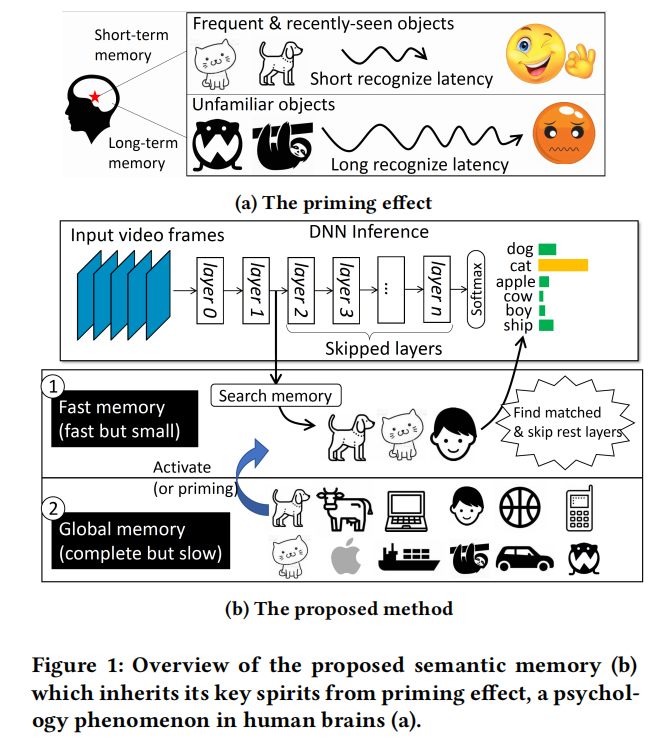 Short-term
memory
Long-term
memory
Frequent & recently-seen objects
Short recognize latency
Unfamiliar objects
Long recognize latency
(a) The priming effect
Input video frames
DNN Inference
layer 0
layer 1
layer 2
layer 3
...
layer n
Softmax
Skipped layers
dog
cat
apple
cow
boy
ship
1
Fast memory
(fast but small)
Search memory
Find matched
& skip rest layers
Activate
(or priming)
2
Global memory
(complete but slow)
(b) The proposed method
Figure 1: Overview of the proposed semantic memory (b)
which inherits its key spirits from priming effect, a psychol-
ogy phenomenon in human brains (a).